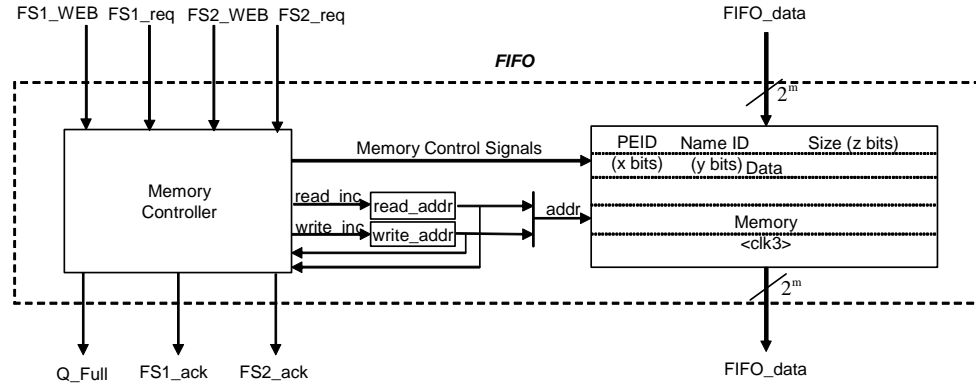 FS1_WEB FS1_req FS2_WEB FS2_req
FIFO_data
FIFO
2^m
PEID Name ID Size (z bits)
(x bits) (y bits) Data
Memory Control Signals
Memory
Controller
read_inc read_addr
addr
write_inc write_addr
Memory
<clk3>
2^m
Q_Full FS1_ack FS2_ack
FIFO_data